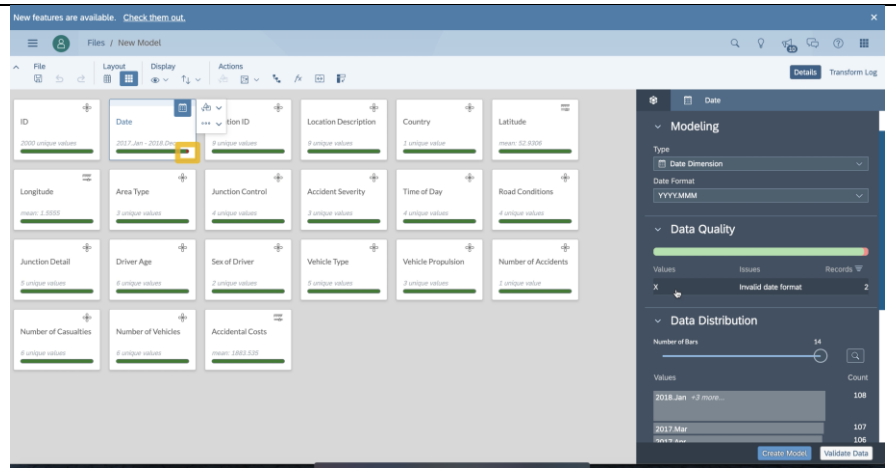 New features are available. Check them out.
Files / New Model
10
File
Layout
Display
Actions
fx
Details
Transform Log
ID
2000 unique values
Date
2017.Jan - 2018.Dec
tion ID
9 unique values
Location Description
9 unique values
Country
1 unique value
Latitude
mean: 52.9308
Longitude
mean: 1.5555
Area Type
3 unique values
Junction Control
4 unique values
Accident Severity
3 unique values
Time of Day
4 unique values
Road Conditions
4 unique values
Junction Detail
5 unique values
Driver Age
6 unique values
Sex of Driver
2 unique values
Vehicle Type
5 unique values
Vehicle Propulsion
3 unique values
Number of Accidents
1 unique value
Number of Casualties
6 unique values
Number of Vehicles
6 unique values
Accidental Costs
mean: 1883.535
Date
Modeling
Type
Date Dimension
Date Format
YYYY.MMM
Data Quality
Values Issues Records
X Invalid date format 2
Data Distribution
Number of Bars 14
Values Count
2018.Jan +3 more... 108
2017.Mar 107
2017.Apr 106
Create Model
Validate Data